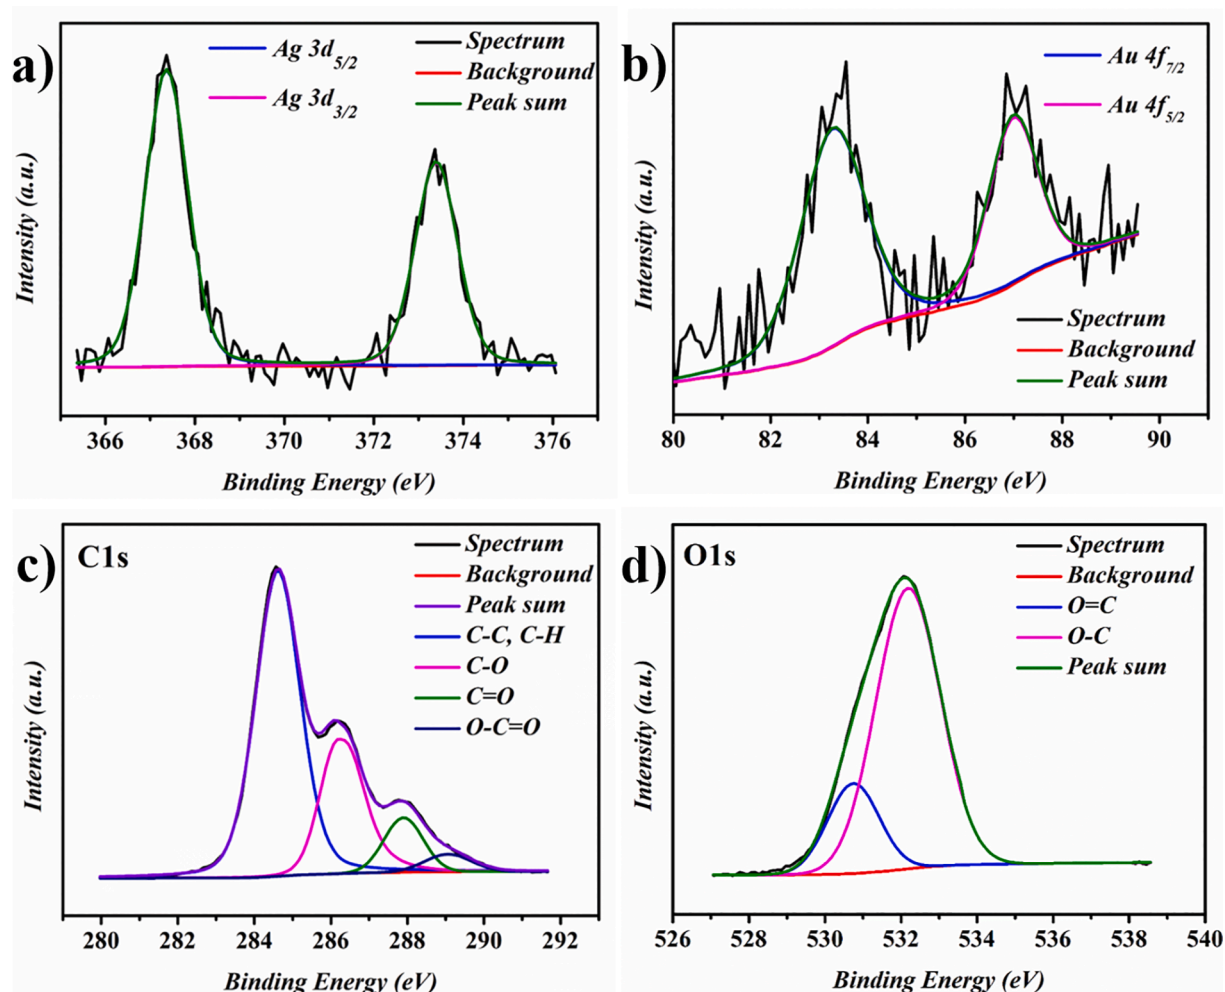 a)
Ag 3d5/2
Ag 3d3/2
Spectrum
Background
Peak sum
Intensity (a.u.)
366 368 370 372 374 376
Binding Energy (eV)
b)
Au 4f7/2
Au 4f5/2
Spectrum
Background
Peak sum
Intensity (a.u.)
80 82 84 86 88 90
Binding Energy (eV)
c)
C1s
Spectrum
Background
Peak sum
C-C, C-H
C-O
C=O
O-C=O
Intensity (a.u.)
280 282 284 286 288 290 292
Binding Energy (eV)
d)
O1s
Spectrum
Background
O=C
O-C
Peak sum
Intensity (a.u.)
526 528 530 532 534 536 538 540
Binding Energy (eV)